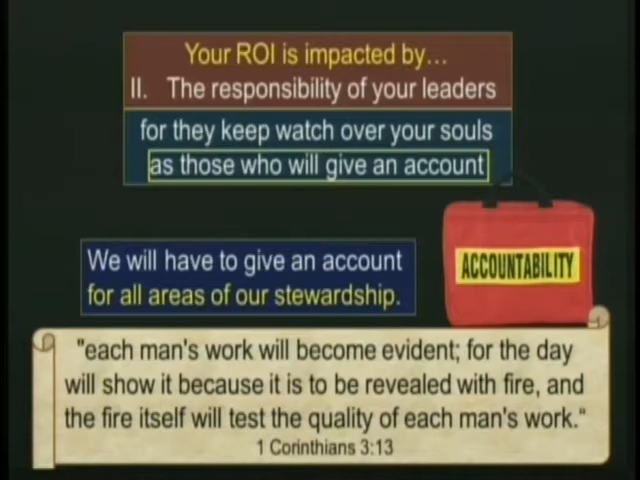 Your ROI is impacted by...
II. The responsibility of your leaders
for they keep watch over your souls
as those who will give an account
We will have to give an account
for all areas of our stewardship.
ACCOUNTABILITY
"each man's work will become evident; for the day
will show it because it is to be revealed with fire, and
the fire itself will test the quality of each man's work."
1 Corinthians 3:13